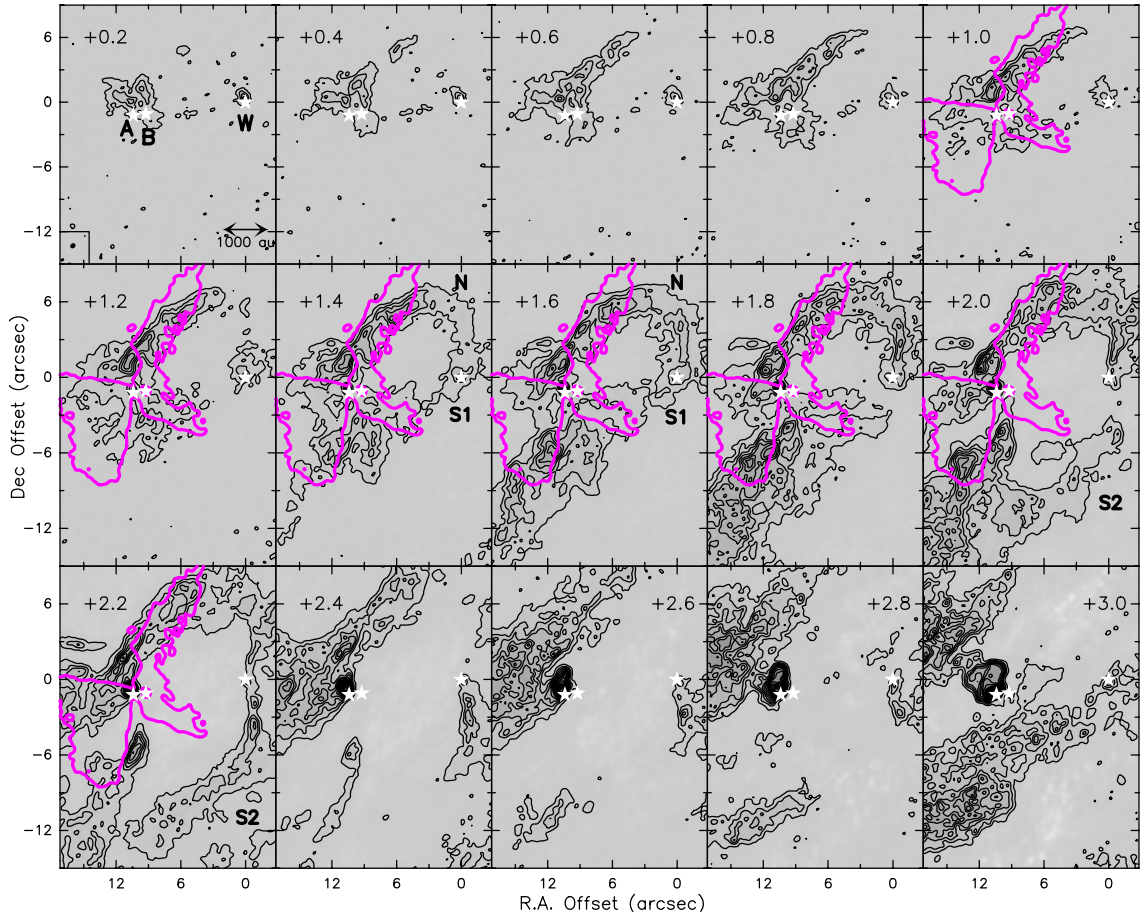 +0.2
+0.4
+0.6
+0.8
+1.0
A
B
W
1000 au
+1.2
+1.4
N
S1
+1.6
N
S1
+1.8
+2.0
S2
+2.2
S2
+2.4
+2.6
+2.8
+3.0
6
0
−6
−12
6
0
−6
−12
6
0
−6
−12
12 6 0 12 6 0 12 6 0 12 6 0 12 6 0
Dec Offset (arcsec)
R.A. Offset (arcsec)